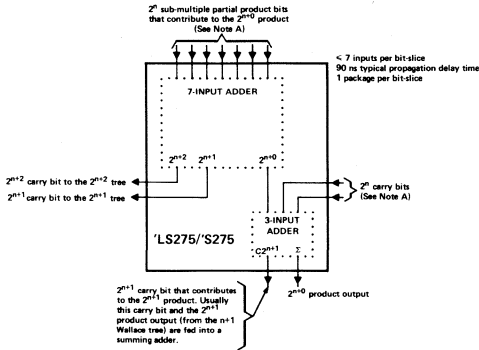 2ⁿ sub-multiple partial product bits
that contribute to the 2ⁿ⁺⁰ product
(See Note A)
< 7 inputs per bit-slice
90 ns typical propagation delay time
1 package per bit-slice
7-INPUT ADDER
2ⁿ⁺² 2ⁿ⁺¹ 2ⁿ⁺⁰
2ⁿ⁺² carry bit to the 2ⁿ⁺² tree
2ⁿ⁺¹ carry bit to the 2ⁿ⁺¹ tree
2ⁿ carry bits
(See Note A)
3-INPUT
ADDER
'LS275/'S275
C2ⁿ⁺¹ Σ
2ⁿ⁺¹ carry bit that contributes
to the 2ⁿ⁺¹ product. Usually
this carry bit and the 2ⁿ⁺¹
product output (from the n+1
Wallace tree) are fed into a
summing adder.
2ⁿ⁺⁰ product output